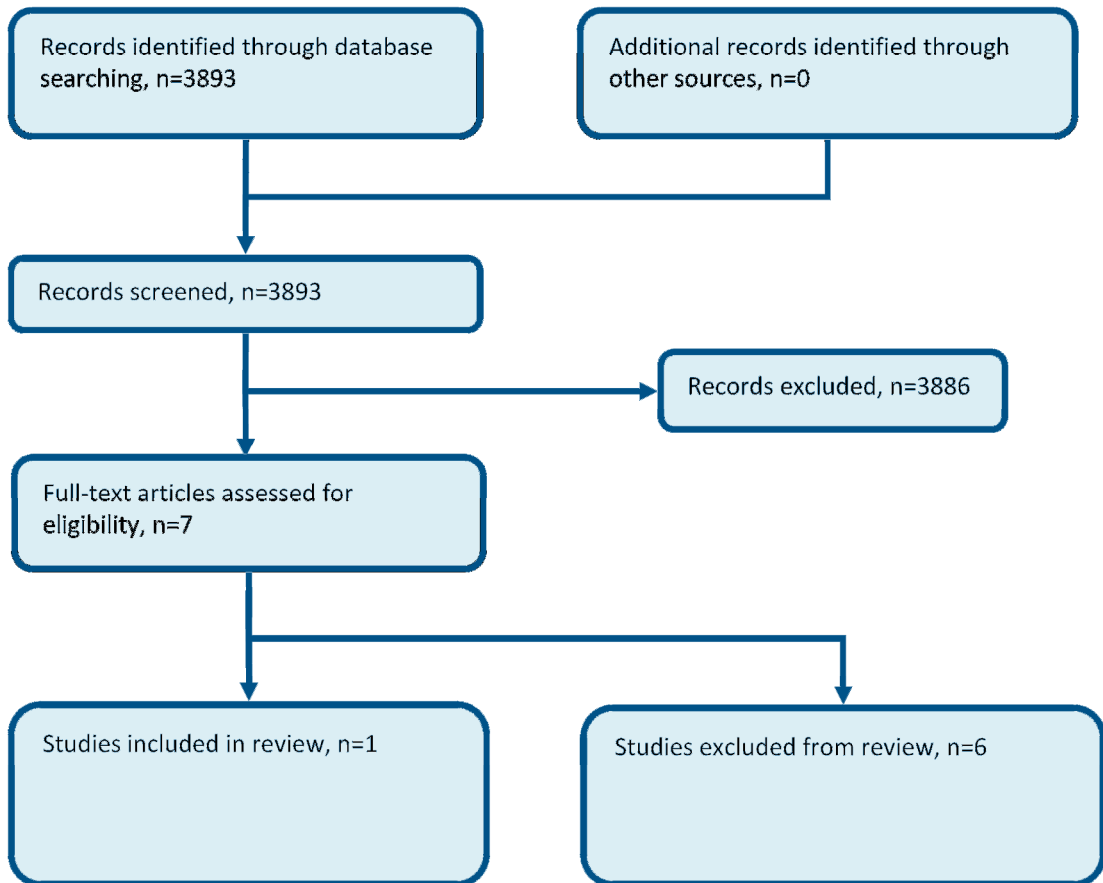 Records identified through database
searching, n=3893
Additional records identified through
other sources, n=0
Records screened, n=3893
Records excluded, n=3886
Full-text articles assessed for
eligibility, n=7
Studies included in review, n=1
Studies excluded from review, n=6